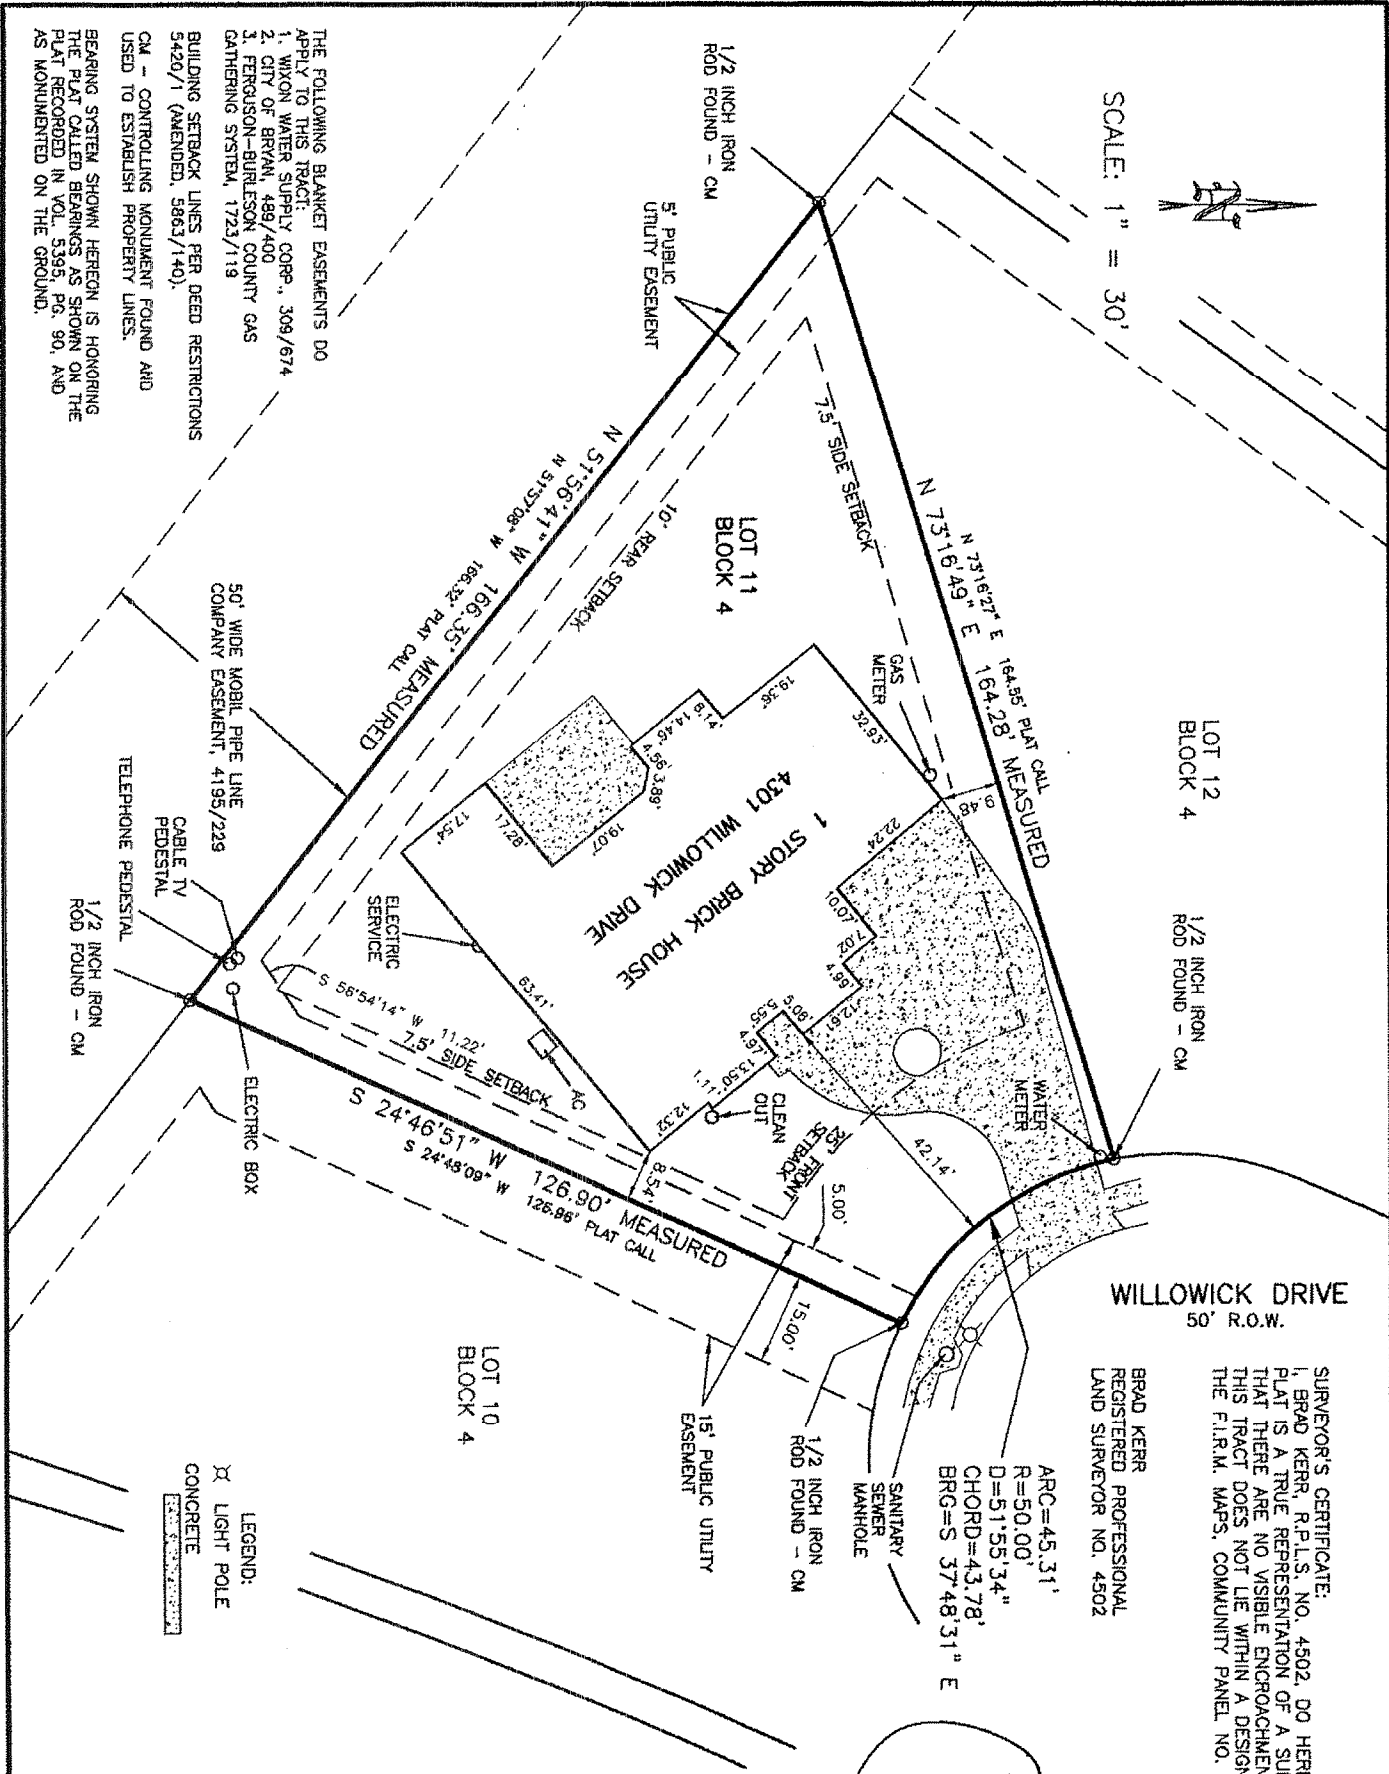 SCALE: 1" = 30'
N
1/2 INCH IRON
ROD FOUND - CM
5' PUBLIC
UTILITY EASEMENT
THE FOLLOWING BLANKET EASEMENTS DO
APPLY TO THIS TRACT:
1. WIXON WATER SUPPLY CORP., 309/674
2. CITY OF BRYAN, 489/400
3. FERGUSON-BURLESON COUNTY GAS
GATHERING SYSTEM, 1723/119
BUILDING SETBACK LINES PER DEED RESTRICTIONS
5420/1 (AMENDED, 5863/140).
CM - CONTROLLING MONUMENT FOUND AND
USED TO ESTABLISH PROPERTY LINES.
BEARING SYSTEM SHOWN HEREON IS HONORING
THE PLAT CALLED BEARINGS AS SHOWN ON THE
PLAT RECORDED IN VOL. 5395, PG. 90, AND
AS MONUMENTED ON THE GROUND.
7.5' SIDE SETBACK
N 73°16'27" E 164.55' PLAT CALL
N 73°16'49" E 164.28' MEASURED
LOT 12
BLOCK 4
LOT 11
BLOCK 4
10' REAR SETBACK
N 51°56'41" W 166.35' MEASURED
N 51°57'08" W 166.32' PLAT CALL
GAS
METER
32.93'
19.36'
6.14'
14.46'
4.56'
3.89'
19.07'
17.28'
17.54'
9.48'
22.24'
10.07'
7.02'
4.99'
12.61'
5.08'
5.55'
4.97'
13.50'
1.11'
12.32'
63.41'
1 STORY BRICK HOUSE
4301 WILLOWICK DRIVE
50' WIDE MOBIL PIPE LINE
COMPANY EASEMENT, 4195/229
CABLE TV
PEDESTAL
TELEPHONE PEDESTAL
1/2 INCH IRON
ROD FOUND - CM
ELECTRIC
SERVICE
AC
CLEAN
OUT
S 56°54'14" W 11.22'
7.5' SIDE SETBACK
ELECTRIC BOX
S 24°46'51" W 126.90' MEASURED
S 24°48'09" W 126.96' PLAT CALL
8.54'
25' FRONT
SETBACK
42.14'
5.00'
15.00'
WATER
METER
1/2 INCH IRON
ROD FOUND - CM
WILLOWICK DRIVE
50' R.O.W.
SURVEYOR'S CERTIFICATE:
I, BRAD KERR, R.P.L.S. NO. 4502, DO HER
PLAT IS A TRUE REPRESENTATION OF A SU
THAT THERE ARE NO VISIBLE ENCROACHMEN
THIS TRACT DOES NOT LIE WITHIN A DESIG
THE F.I.R.M. MAPS, COMMUNITY PANEL NO.
BRAD KERR
REGISTERED PROFESSIONAL
LAND SURVEYOR NO. 4502
ARC=45.31'
R=50.00'
D=51°55'34"
CHORD=43.78'
BRG=S 37°48'31" E
SANITARY
SEWER
MANHOLE
1/2 INCH IRON
ROD FOUND - CM
15' PUBLIC UTILITY
EASEMENT
LOT 10
BLOCK 4
LEGEND:
LIGHT POLE
CONCRETE